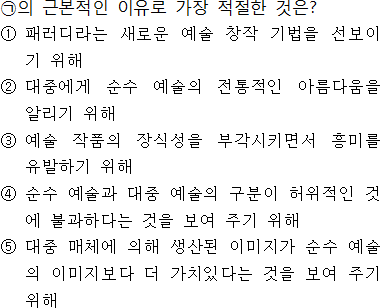 ㉠의 근본적인 이유로 가장 적절한 것은?
① 패러디라는 새로운 예술 창작 기법을 선보이
기 위해
② 대중에게 순수 예술의 전통적인 아름다움을
알리기 위해
③ 예술 작품의 장식성을 부각시키면서 흥미를
유발하기 위해
④ 순수 예술과 대중 예술의 구분이 허위적인 것
에 불과하다는 것을 보여 주기 위해
⑤ 대중 매체에 의해 생산된 이미지가 순수 예술
의 이미지보다 더 가치있다는 것을 보여 주기
위해